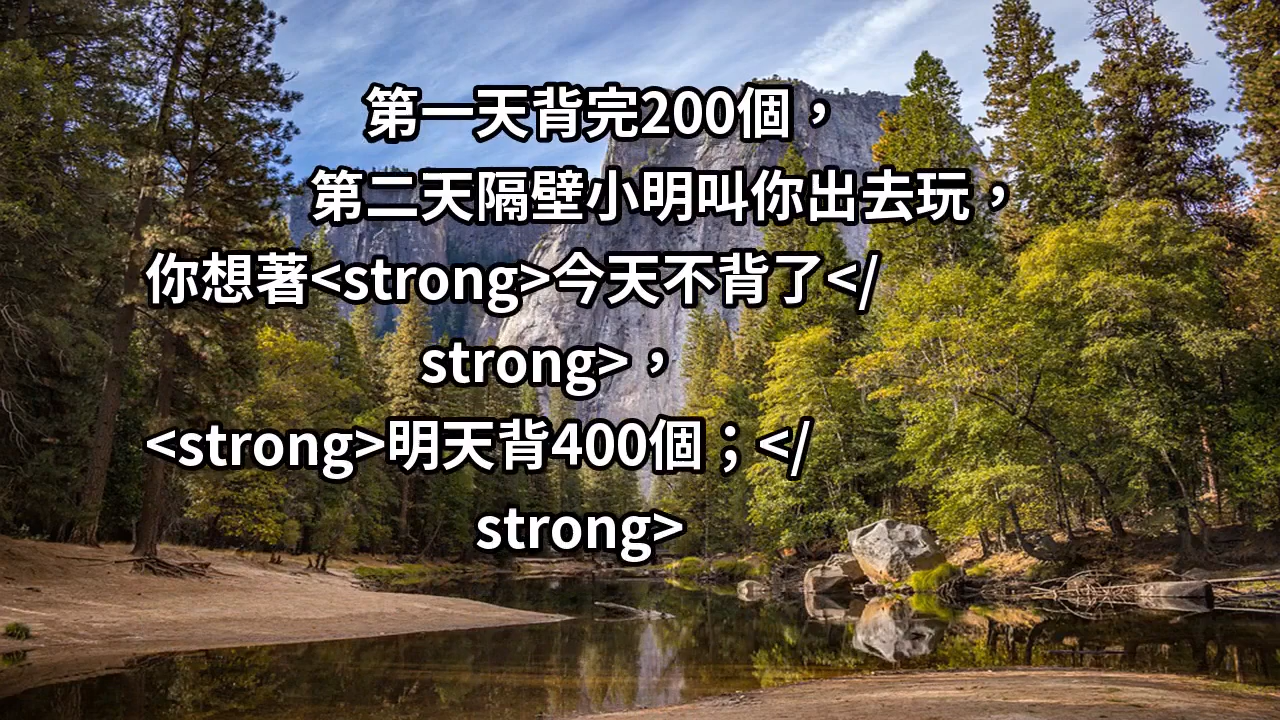 第一天背完200個，
第二天隔壁小明叫你出去玩，
你想著<strong>今天不背了</
strong>，
<strong>明天背400個；</
strong>